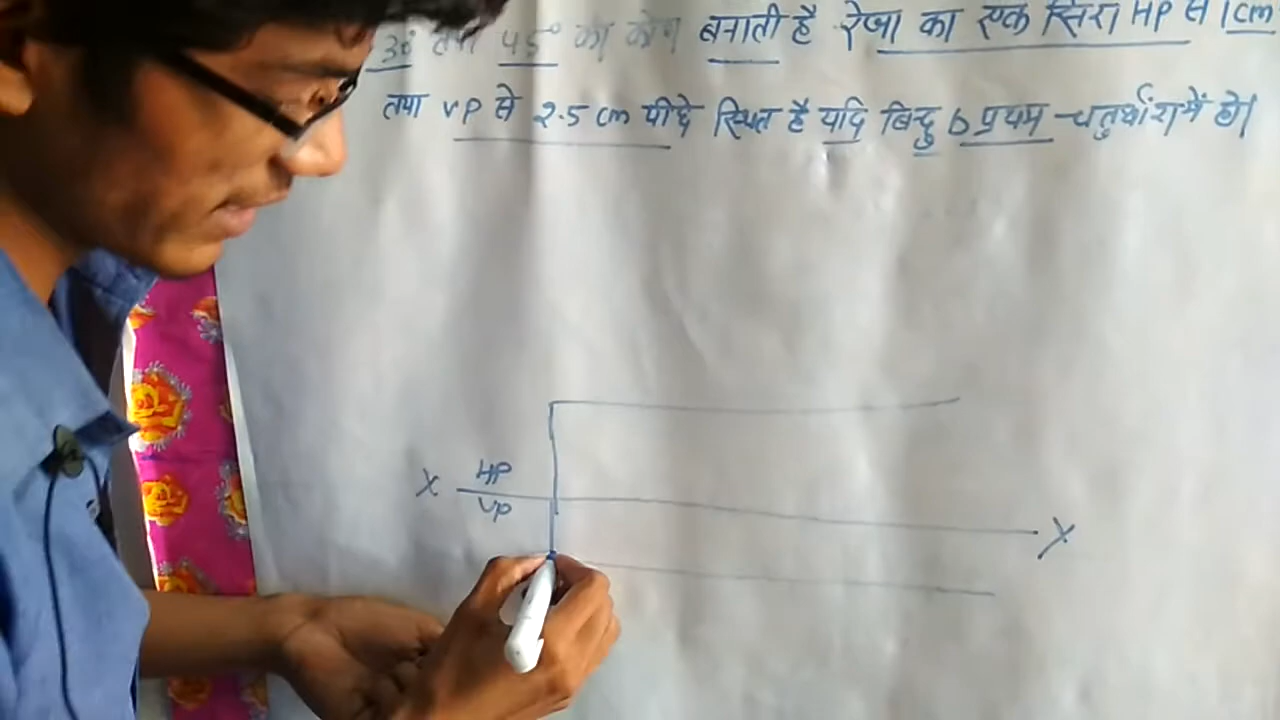 30° तथा 45° का कोण बनाती है रेखा का एक सिरा HP से 1cm
तथा VP से 2.5 cm पीछे स्थित है यदि बिन्दु b प्रथम चतुर्थांश में हो।
HP
X X
VP